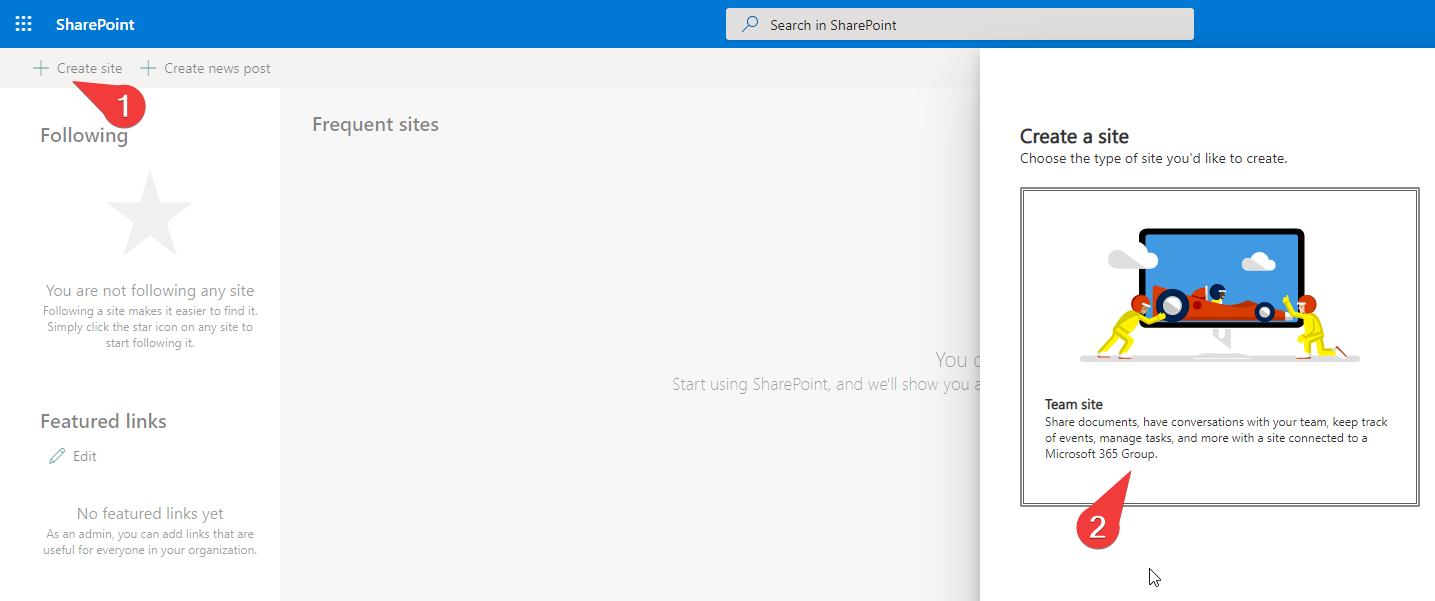 SharePoint
Search in SharePoint
Create site
Create news post
1
Following
Frequent sites
You are not following any site
Following a site makes it easier to find it.
Simply click the star icon on any site to
start following it.
You
Start using SharePoint, and we'll show you
Featured links
Edit
No featured links yet
As an admin, you can add links that are
useful for everyone in your organization.
Create a site
Choose the type of site you'd like to create.
Team site
Share documents, have conversations with your team, keep track
of events, manage tasks, and more with a site connected to a
Microsoft 365 Group.
2